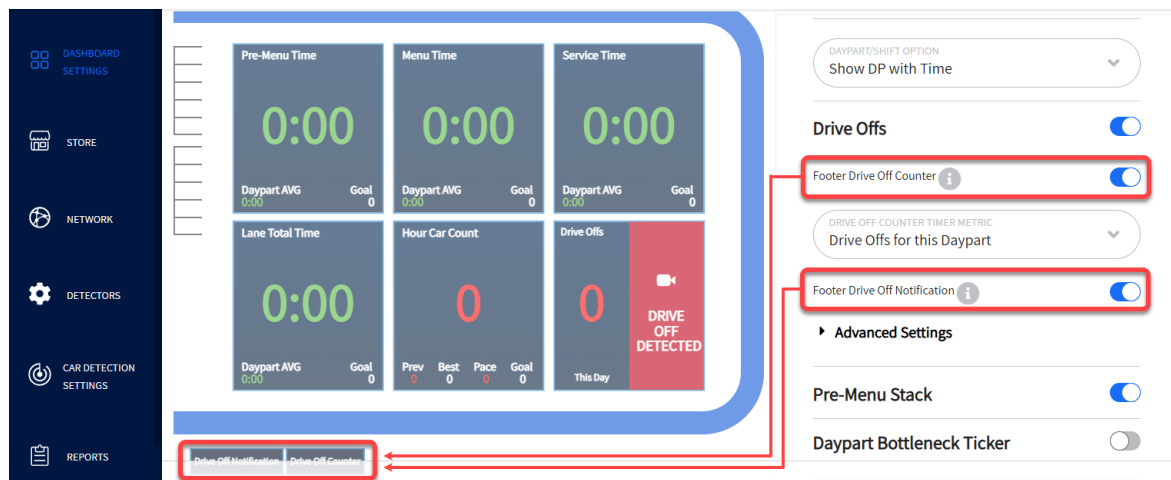 DASHBOARD
SETTINGS
STORE
NETWORK
DETECTORS
CAR DETECTION
SETTINGS
REPORTS
Pre-Menu Time
0:00
Daypart AVG Goal
0:00 0
Menu Time
0:00
Daypart AVG Goal
0:00 0
Service Time
0:00
Daypart AVG Goal
0:00 0
Lane Total Time
0:00
Daypart AVG Goal
0:00 0
Hour Car Count
0
Prev Best Pace Goal
0 0 0 0
Drive Offs
0
This Day
DRIVE
OFF
DETECTED
Drive Off Notification Drive Off Counter
DAYPART/SHIFT OPTION
Show DP with Time
Drive Offs
Footer Drive Off Counter i
DRIVE OFF COUNTER TIMER METRIC
Drive Offs for this Daypart
Footer Drive Off Notification i
Advanced Settings
Pre-Menu Stack
Daypart Bottleneck Ticker